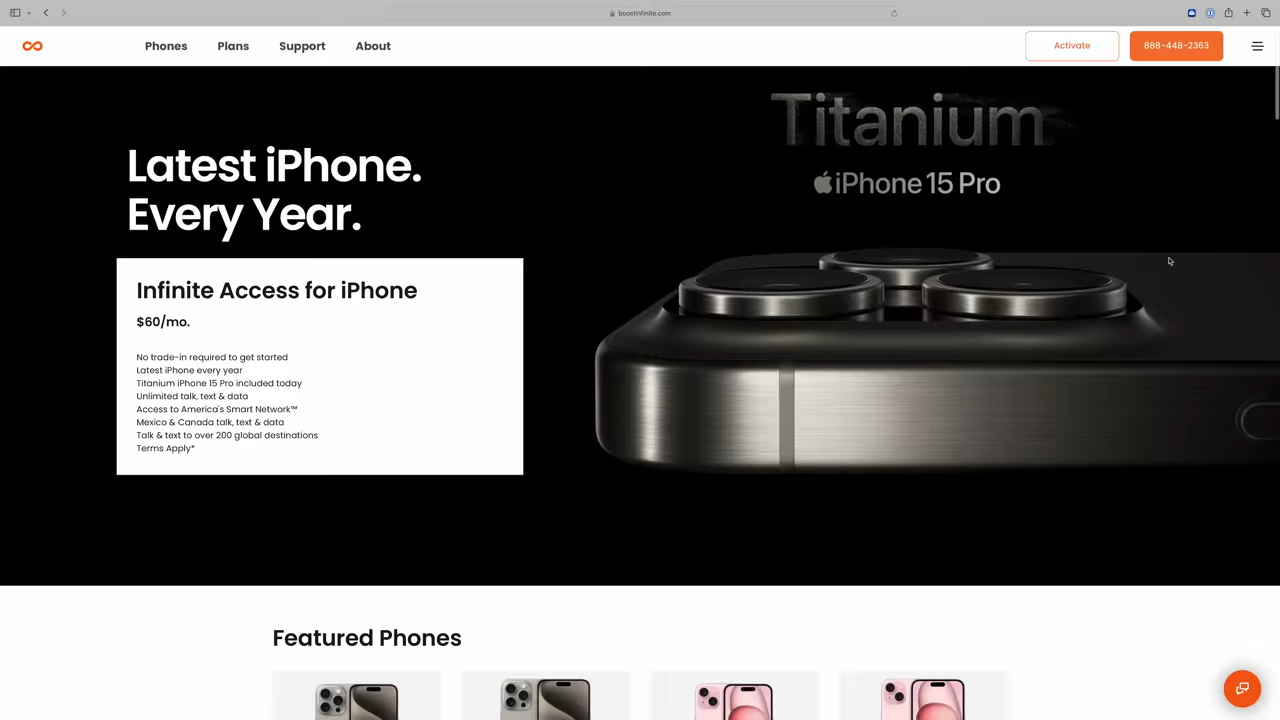 boostinfinite.com
Phones
Plans
Support
About
Activate
888-448-2363
Titanium
iPhone 15 Pro
Latest iPhone.
Every Year.
Infinite Access for iPhone
$60/mo.
No trade-in required to get started
Latest iPhone every year
Titanium iPhone 15 Pro included today
Unlimited talk, text & data
Access to America's Smart Network™
Mexico & Canada talk, text & data
Talk & text to over 200 global destinations
Terms Apply*
Featured Phones